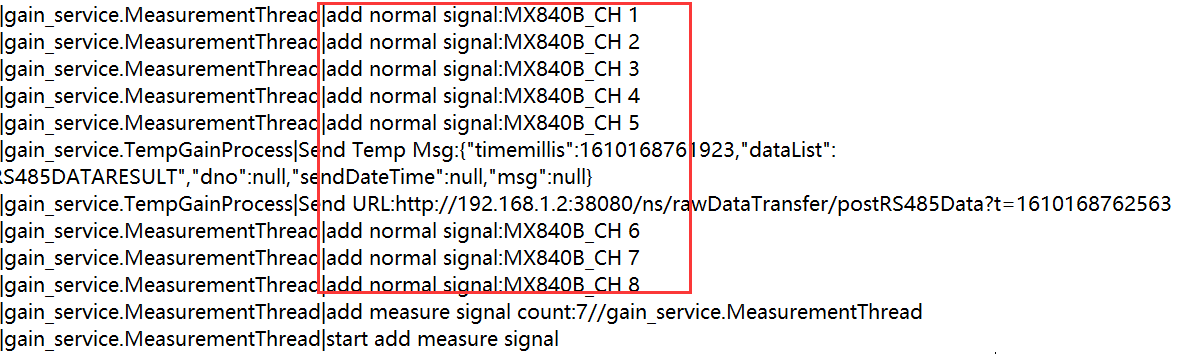 |gain_service.MeasurementThread|add normal signal:MX840B_CH 1
|gain_service.MeasurementThread|add normal signal:MX840B_CH 2
|gain_service.MeasurementThread|add normal signal:MX840B_CH 3
|gain_service.MeasurementThread|add normal signal:MX840B_CH 4
|gain_service.MeasurementThread|add normal signal:MX840B_CH 5
|gain_service.TempGainProcess|Send Temp Msg:{"timemillis":1610168761923,"dataList":
RS485DATARESULT","dno":null,"sendDateTime":null,"msg":null}
|gain_service.TempGainProcess|Send URL:http://192.168.1.2:38080/ns/rawDataTransfer/postRS485Data?t=1610168762563
|gain_service.MeasurementThread|add normal signal:MX840B_CH 6
|gain_service.MeasurementThread|add normal signal:MX840B_CH 7
|gain_service.MeasurementThread|add normal signal:MX840B_CH 8
|gain_service.MeasurementThread|add measure signal count:7//gain_service.MeasurementThread
|gain_service.MeasurementThread|start add measure signal